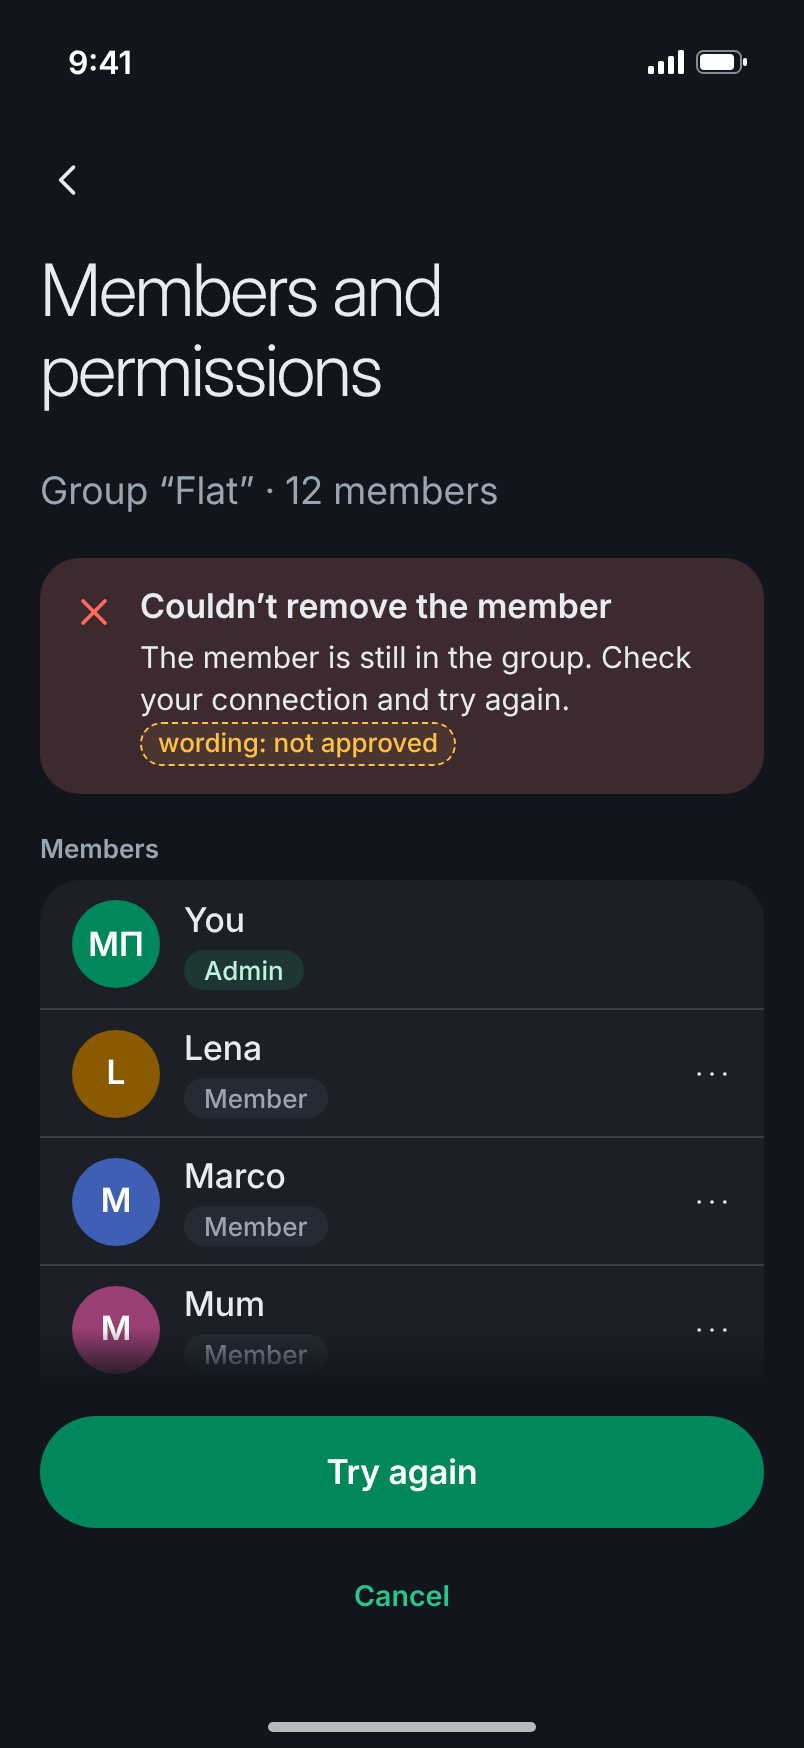 9:41
Members and
permissions
Group “Flat” · 12 members
Couldn’t remove the member
The member is still in the group. Check
your connection and try again.
wording: not approved
Members
МП
You
Admin
L
Lena
Member
···
M
Marco
Member
···
M
Mum
Member
···
Try again
Cancel